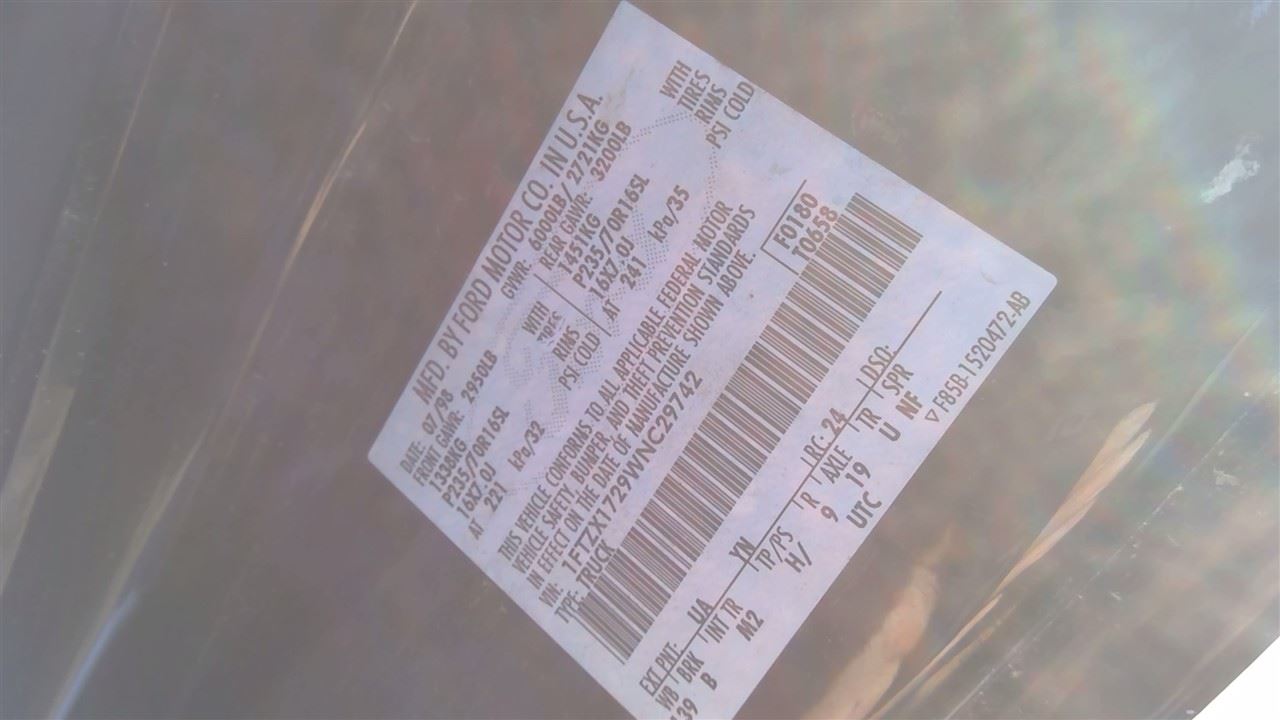 MFD. BY FORD MOTOR CO. IN U.S.A.
DATE: 07/98 GVWR: 6000LB/ 2721KG
FRONT GAWR: 2950LB REAR GAWR: 3200LB
1338KG WITH 1451KG WITH
P235/70R16SL TIRES P235/70R16SL TIRES
16X7.0J RIMS 16X7.0J RIMS
AT 221 kPa/32 PSI COLD AT 241 kPa/35 PSI COLD
THIS VEHICLE CONFORMS TO ALL APPLICABLE FEDERAL MOTOR
VEHICLE SAFETY, BUMPER, AND THEFT PREVENTION STANDARDS
IN EFFECT ON THE DATE OF MANUFACTURE SHOWN ABOVE.
VIN: 1FTZX1729WNC29742 F0180
TYPE: TRUCK T0658
EXT PNT: UA YN RC: 24 DSO:
WB BRK INT TR TP/PS R AXLE TR SPR
139 B M2 H/ 9 19 U NF
UTC
▽ F85B-1520472-AB